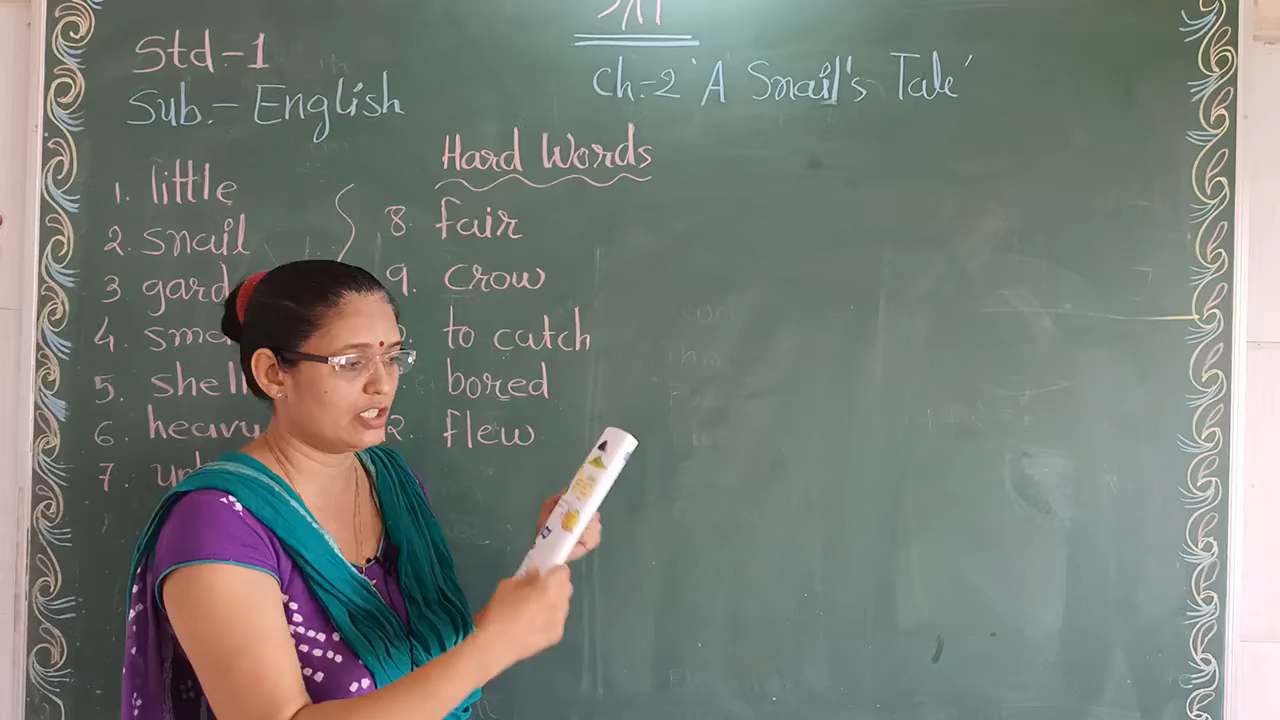 Std-1
Sub.- English
Ch:-2 'A Snail's Tale'
Hard Words
1. little
2. snail
3. gard
4. sma
5. shell
6. heavy
7.
8. fair
9. crow
to catch
bored
2. flew